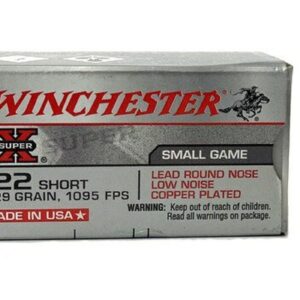 WINCHESTER
SUPER
X
SUPER
SMALL GAME
22 SHORT
29 GRAIN, 1095 FPS
MADE IN USA★
LEAD ROUND NOSE
LOW NOISE
COPPER PLATED
WARNING: Keep out of reach of children.
Read all warnings on package.